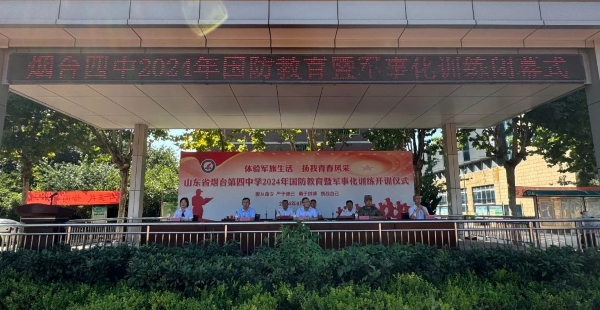 烟台四中2024年国防教育暨军事化训练闭幕式
体验军旅生活 扬我青春风采
山东省烟台第四中学2024年国防教育暨军事化训练开训仪式